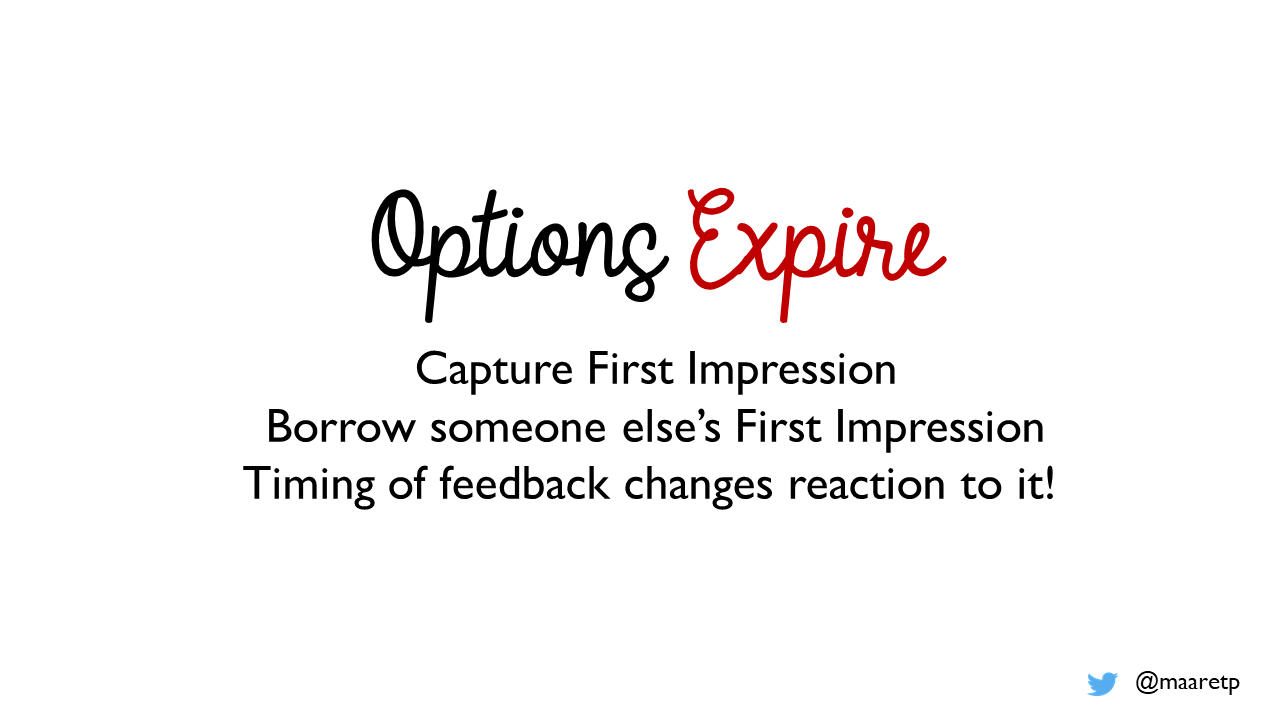 Options Expire
Capture First Impression
Borrow someone else’s First Impression
Timing of feedback changes reaction to it!
@maaretp